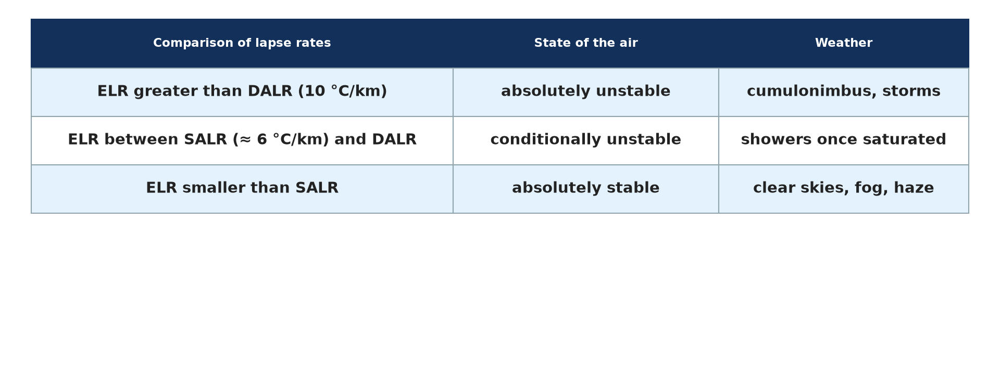 Comparison of lapse rates State of the air Weather
ELR greater than DALR (10 °C/km) absolutely unstable cumulonimbus, storms
ELR between SALR (≈ 6 °C/km) and DALR conditionally unstable showers once saturated
ELR smaller than SALR absolutely stable clear skies, fog, haze